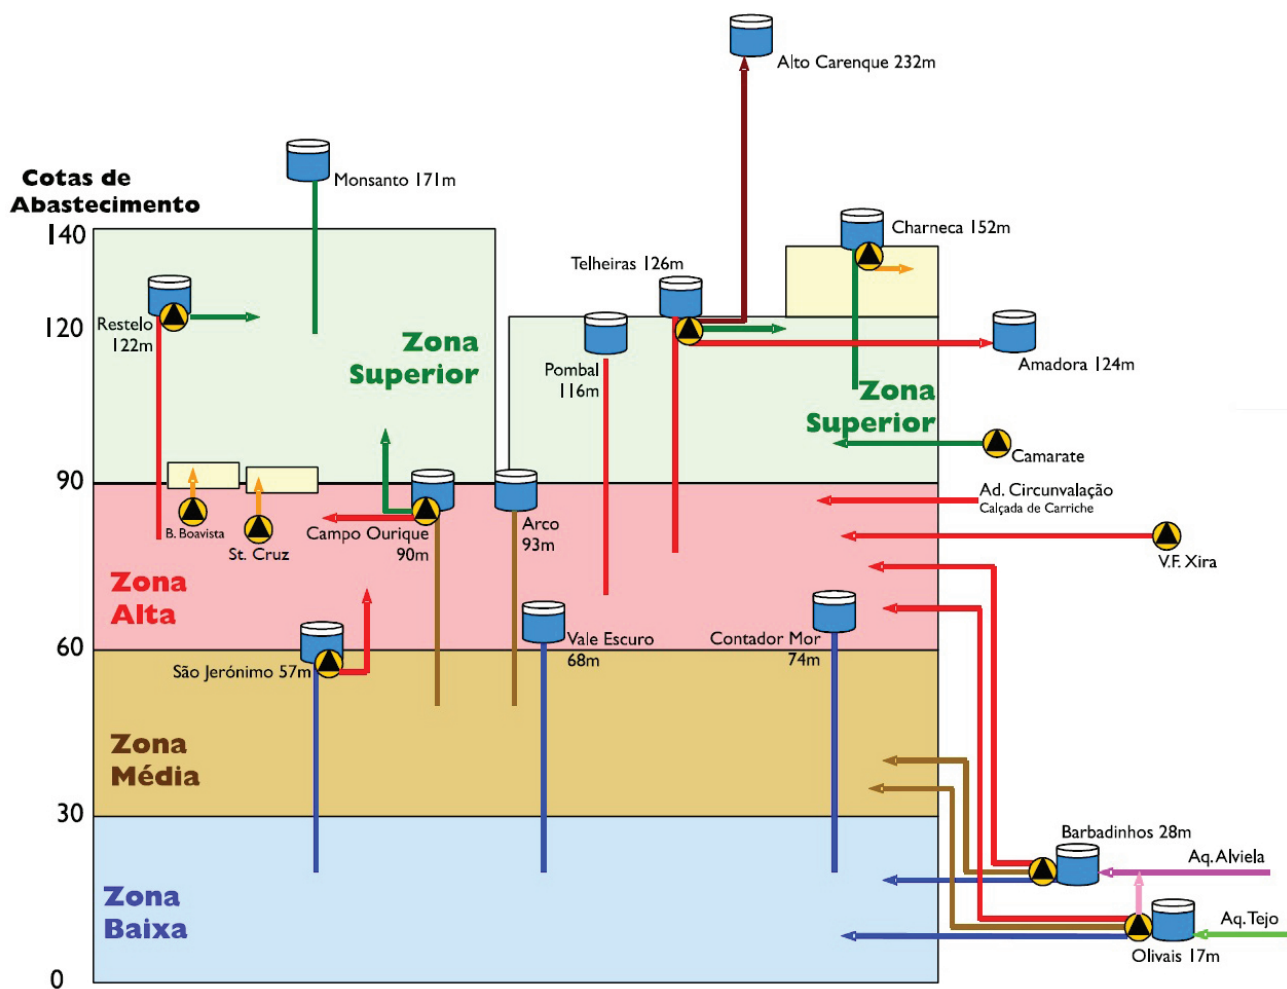 Alto Carenque 232m
Cotas de
Abastecimento
Monsanto 171m
140
Charneca 152m
Telheiras 126m
Restelo
122m
120
Zona
Superior
Pombal
116m
Amadora 124m
Zona
Superior
Camarate
90
Ad. Circunvalação
Calçada de Carriche
B. Boavista
St. Cruz
Campo Ourique
90m
Arco
93m
V.F. Xira
Zona
Alta
Vale Escuro
68m
Contador Mor
74m
60
São Jerónimo 57m
Zona
Média
30
Barbadinhos 28m
Aq. Alviela
Zona
Baixa
Aq. Tejo
Olivais 17m
0